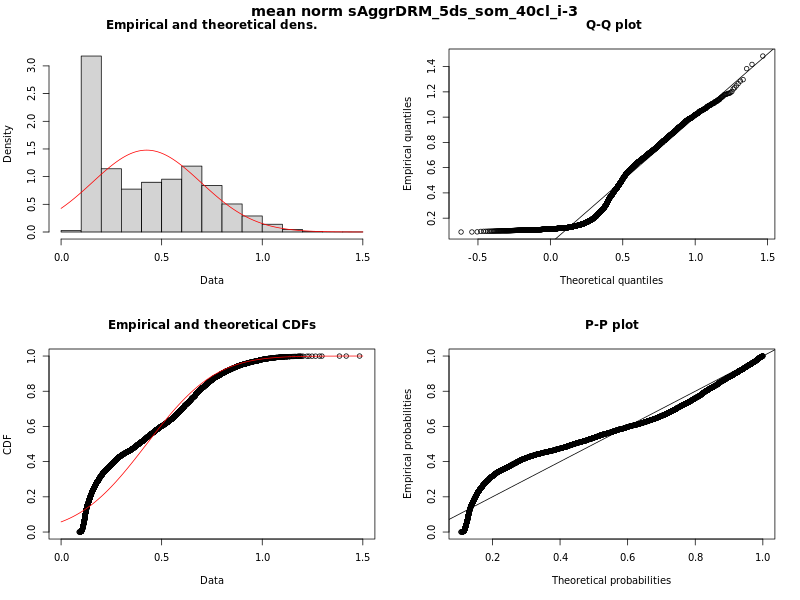 mean norm sAggrDRM_5ds_som_40cl_i-3
Empirical and theoretical dens.
Density
0.0 0.5 1.0 1.5 2.0 2.5 3.0
0.0 0.5 1.0 1.5
Data
Q-Q plot
Empirical quantiles
0.2 0.4 0.6 0.8 1.0 1.2 1.4
-0.5 0.0 0.5 1.0 1.5
Theoretical quantiles
Empirical and theoretical CDFs
CDF
0.0 0.2 0.4 0.6 0.8 1.0
0.0 0.5 1.0 1.5
Data
P-P plot
Empirical probabilities
0.0 0.2 0.4 0.6 0.8 1.0
0.2 0.4 0.6 0.8 1.0
Theoretical probabilities